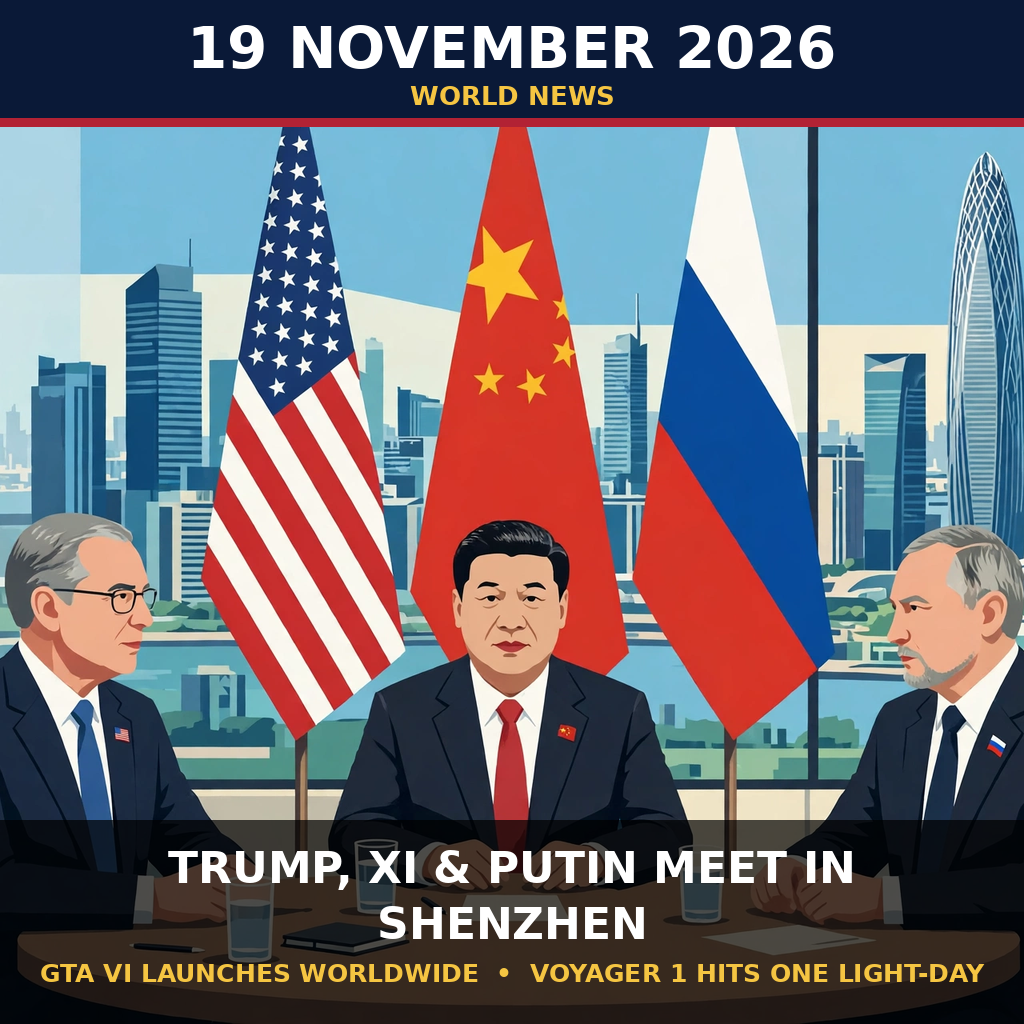 19 NOVEMBER 2026
WORLD NEWS
TRUMP, XI & PUTIN MEET IN
SHENZHEN
GTA VI LAUNCHES WORLDWIDE • VOYAGER 1 HITS ONE LIGHT-DAY